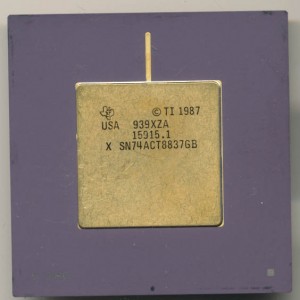 © TI 1987
USA 939XZA
15915.1
X SN74ACT8837GB